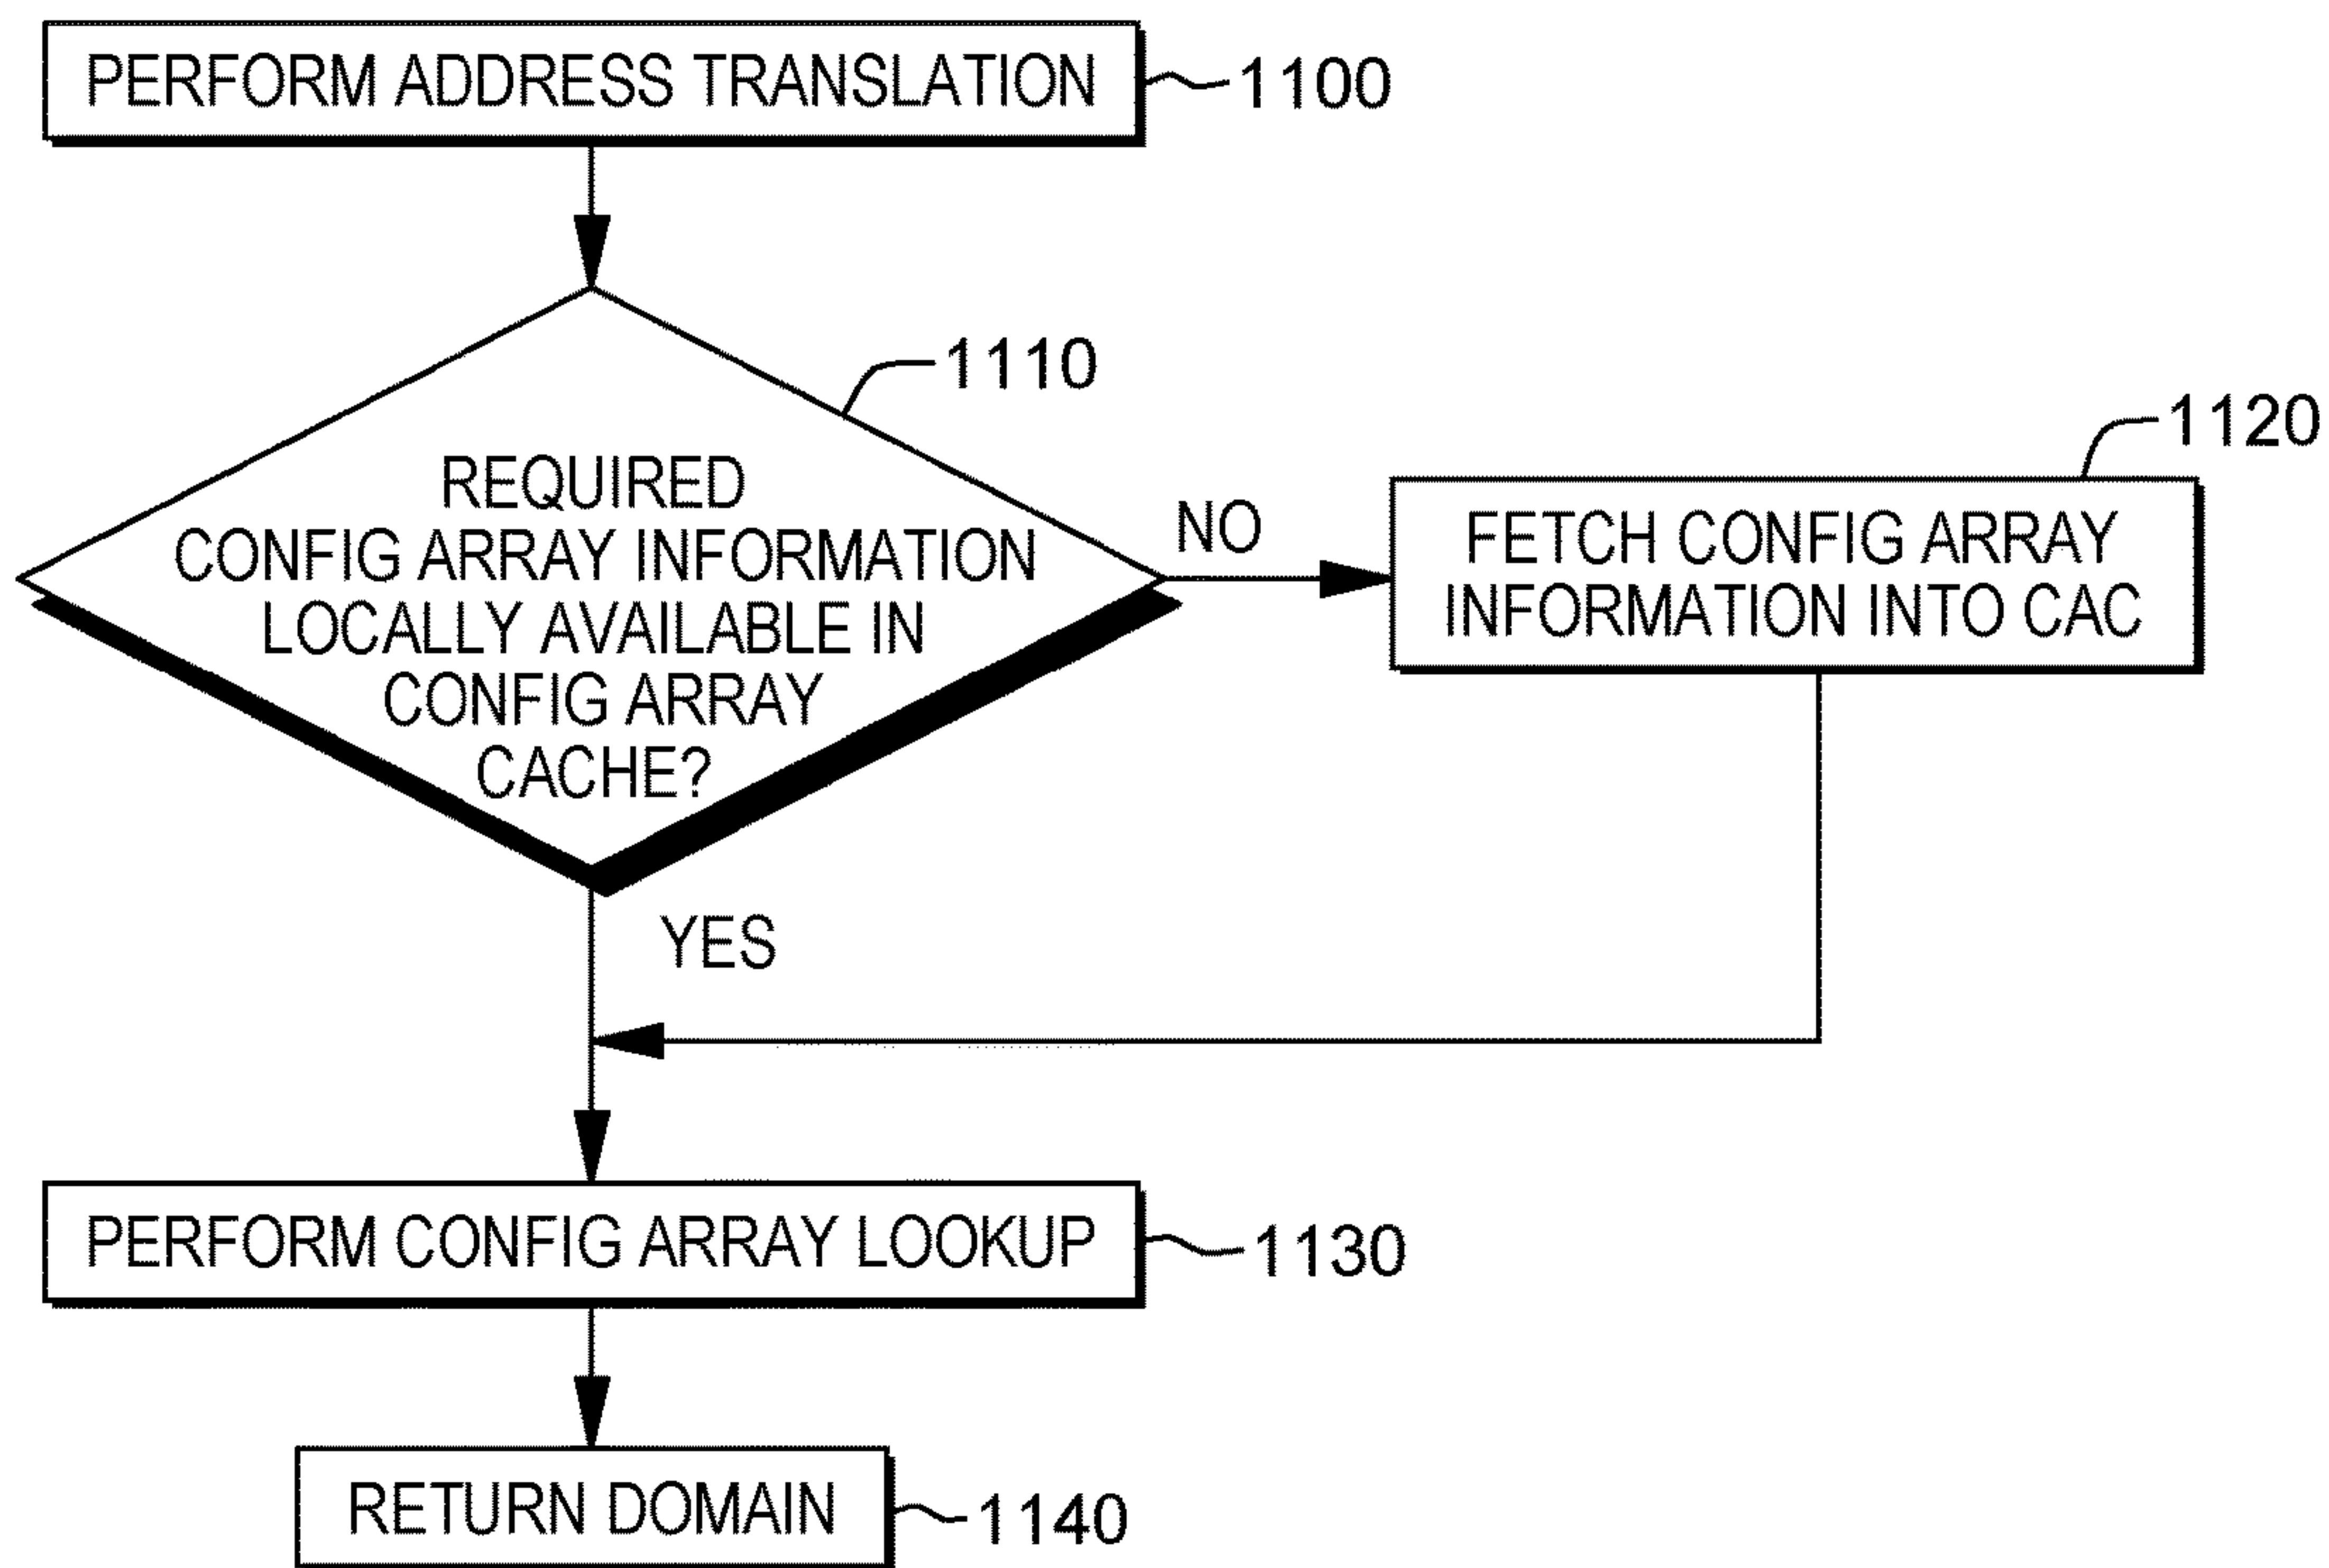 PERFORM ADDRESS TRANSLATION
1100
1110
REQUIRED
CONFIG ARRAY INFORMATION
LOCALLY AVAILABLE IN
CONFIG ARRAY
CACHE?
NO
1120
FETCH CONFIG ARRAY
INFORMATION INTO CAC
YES
PERFORM CONFIG ARRAY LOOKUP
1130
RETURN DOMAIN
1140